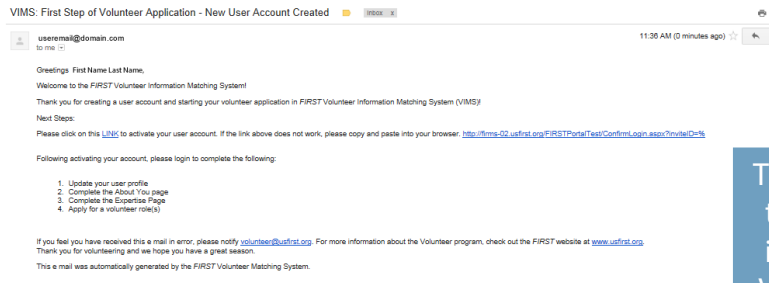 VIMS: First Step of Volunteer Application - New User Account Created Inbox x
useremail@domain.com 11:36 AM (0 minutes ago)
to me
Greetings First Name Last Name,
Welcome to the FIRST Volunteer Information Matching System!
Thank you for creating a user account and starting your volunteer application in FIRST Volunteer Information Matching System (VIMS)!
Next Steps:
Please click on this LINK to activate your user account. If the link above does not work, please copy and paste into your browser. http://firms-02.usfirst.org/FIRSTPortalTest/ConfirmLogin.aspx?inviteID=%
Following activating your account, please login to complete the following:
1. Update your user profile
2. Complete the About You page
3. Complete the Expertise Page
4. Apply for a volunteer role(s)
If you feel you have received this e mail in error, please notify volunteer@usfirst.org. For more information about the Volunteer program, check out the FIRST website at www.usfirst.org.
Thank you for volunteering and we hope you have a great season.
This e mail was automatically generated by the FIRST Volunteer Matching System.